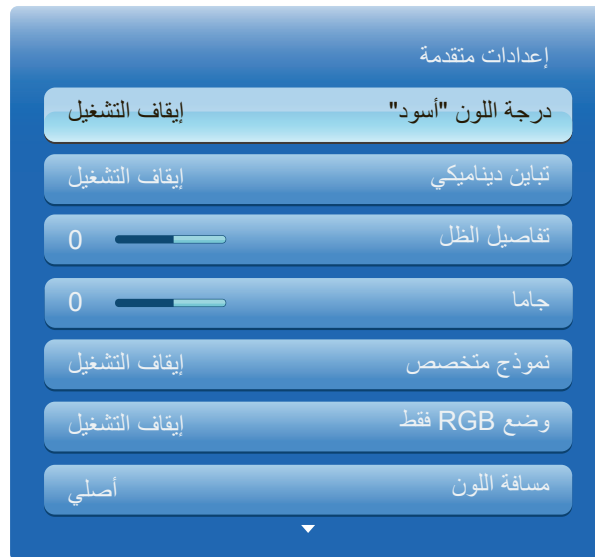 إعدادات متقدمة
درجة اللون "أسود" إيقاف التشغيل
تباين ديناميكي إيقاف التشغيل
تفاصيل الظل 0
جاما 0
نموذج متخصص إيقاف التشغيل
وضع RGB فقط إيقاف التشغيل
مسافة اللون أصلي